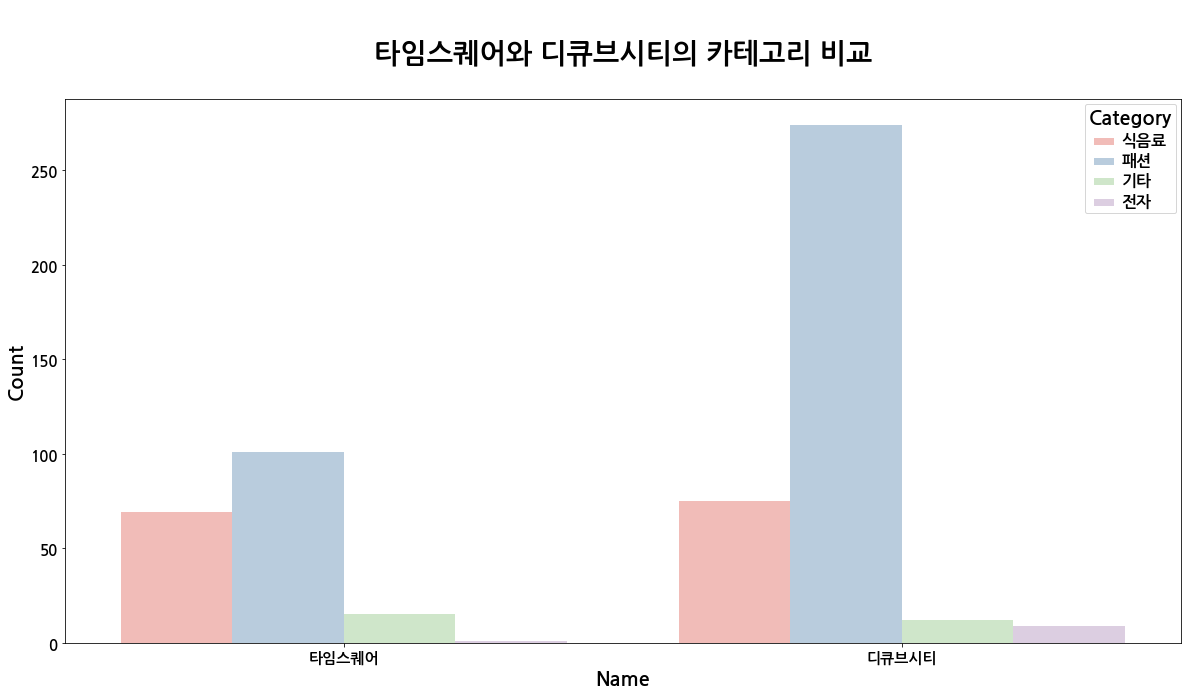 타임스퀘어와 디큐브시티의 카테고리 비교
Category
식음료
패션
기타
전자
Count
250
200
150
100
50
0
타임스퀘어 디큐브시티
Name